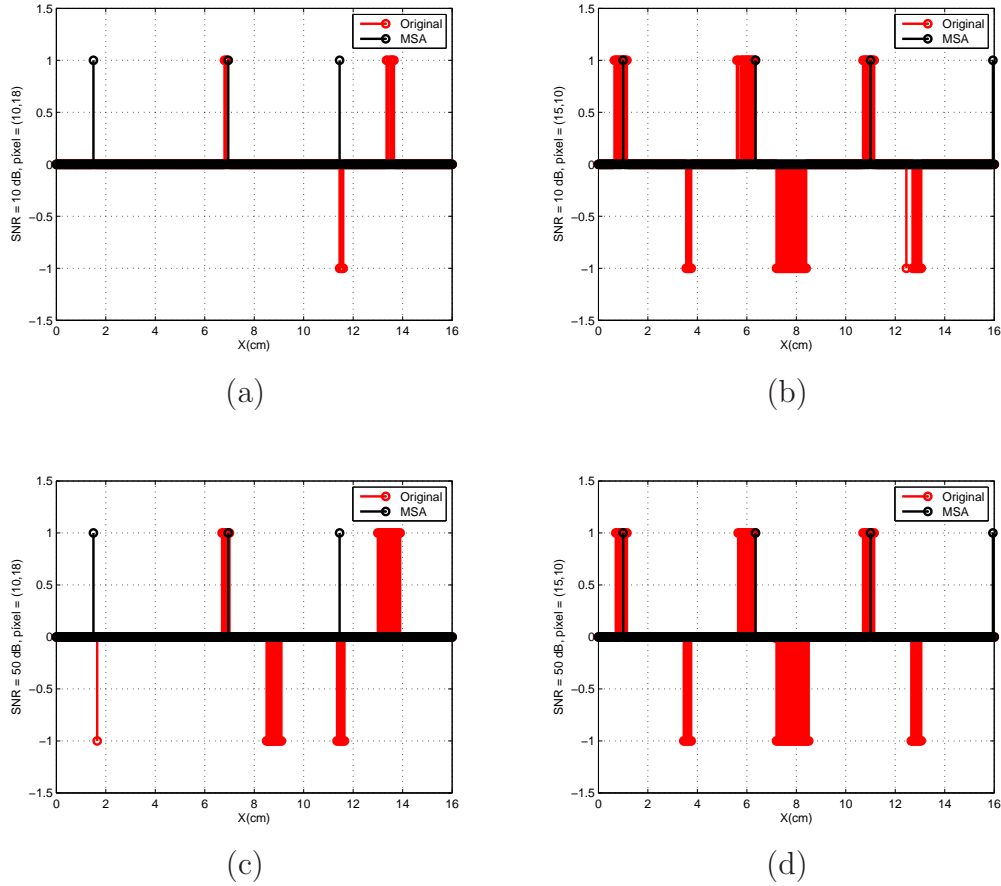 1.5
1
0.5
0
−0.5
−1
−1.5
0 2 4 6 8 10 12 14 16
X(cm)
SNR = 10 dB, píxel = (10,18)
Original
MSA
(a)
1.5
1
0.5
0
−0.5
−1
−1.5
0 2 4 6 8 10 12 14 16
X(cm)
SNR = 10 dB, píxel = (15,10)
Original
MSA
(b)
1.5
1
0.5
0
−0.5
−1
−1.5
0 2 4 6 8 10 12 14 16
X(cm)
SNR = 50 dB, píxel = (10,18)
Original
MSA
(c)
1.5
1
0.5
0
−0.5
−1
−1.5
0 2 4 6 8 10 12 14 16
X(cm)
SNR = 50 dB, píxel = (15,10)
Original
MSA
(d)